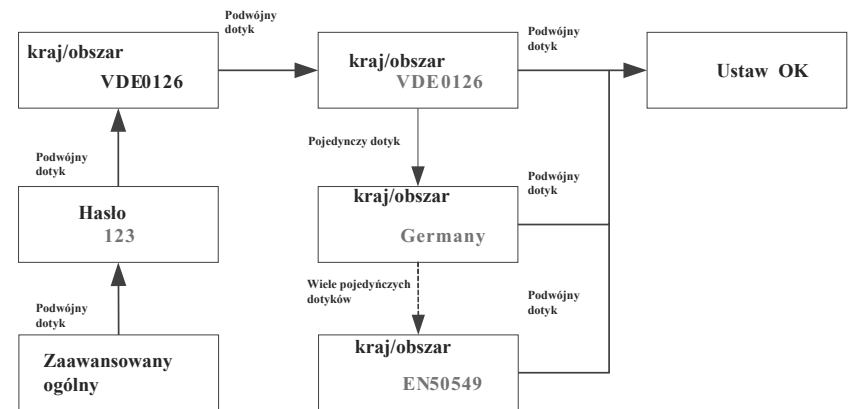 Podwójny
dotyk
Podwójny
dotyk
kraj/obszar
VDE0126
kraj/obszar
VDE0126
Ustaw OK
Podwójny
dotyk
Pojedynczy dotyk
Podwójny
dotyk
Hasło
123
kraj/obszar
Germany
Podwójny
dotyk
Wiele pojedyńczych
dotyków
Podwójny
dotyk
Zaawansowany
ogólny
kraj/obszar
EN50549